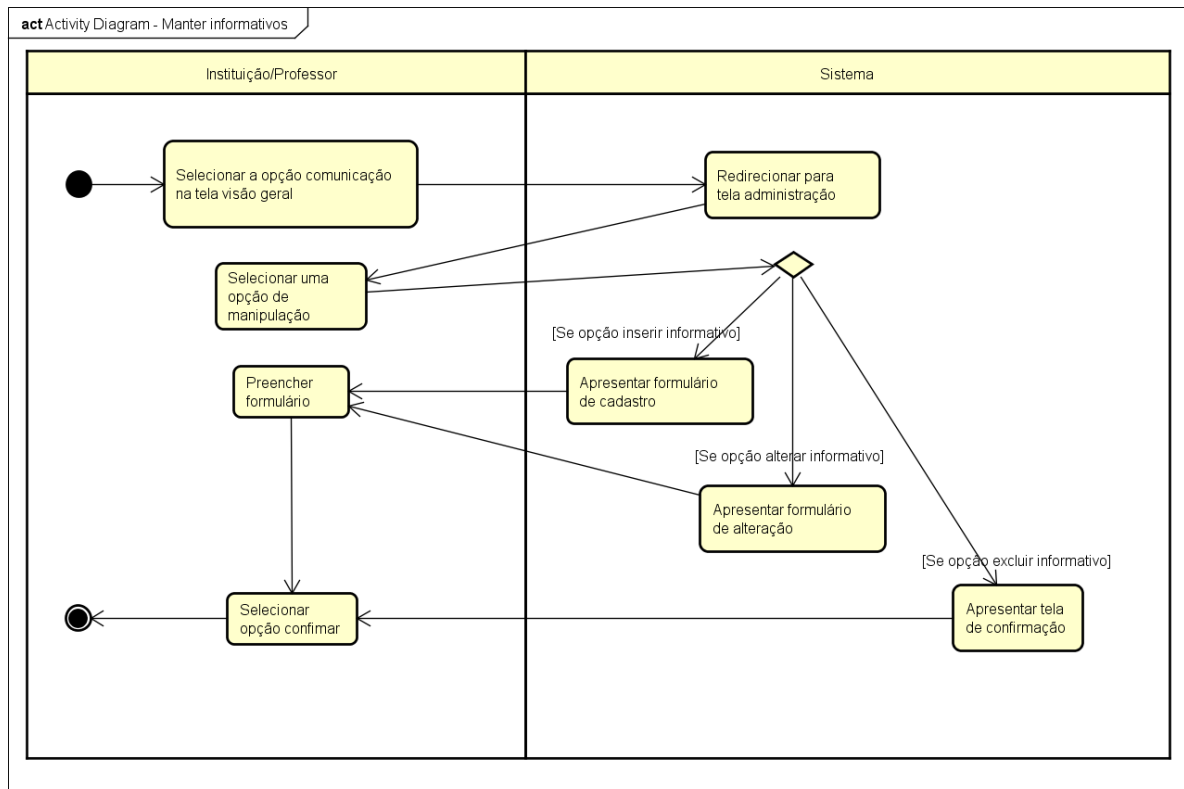 act Activity Diagram - Manter informativos
Instituição/Professor
Sistema
Selecionar a opção comunicação
na tela visão geral
Redirecionar para
tela administração
Selecionar uma
opção de
manipulação
[Se opção inserir informativo]
Preencher
formulário
Apresentar formulário
de cadastro
[Se opção alterar informativo]
Apresentar formulário
de alteração
[Se opção excluir informativo]
Selecionar
opção confimar
Apresentar tela
de confirmação